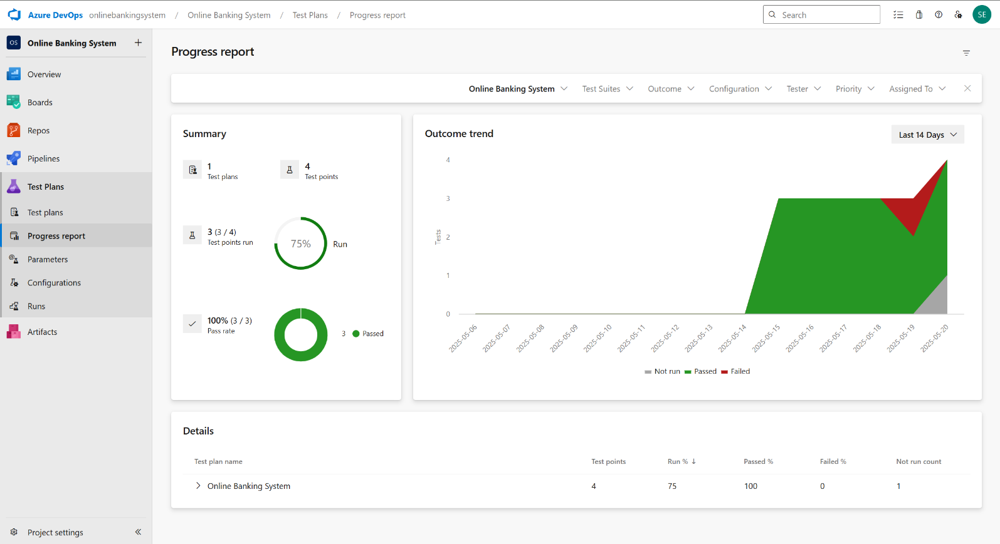 Azure DevOps onlinebankingsystem / Online Banking System / Test Plans / Progress report
Search
SE
OS Online Banking System
Overview
Boards
Repos
Pipelines
Test Plans
Test plans
Progress report
Parameters
Configurations
Runs
Artifacts
Project settings
Progress report
Online Banking System Test Suites Outcome Configuration Tester Priority Assigned To
Summary
1
Test plans
4
Test points
3 (3 / 4)
Test points run
75%
Run
100% (3 / 3)
Pass rate
3 Passed
Outcome trend
Last 14 Days
4
3
2
1
0
Tests
2025-05-06
2025-05-07
2025-05-08
2025-05-09
2025-05-10
2025-05-11
2025-05-12
2025-05-13
2025-05-14
2025-05-15
2025-05-16
2025-05-17
2025-05-18
2025-05-19
2025-05-20
Not run Passed Failed
Details
Test plan name Test points Run % ↓ Passed % Failed % Not run count
Online Banking System 4 75 100 0 1